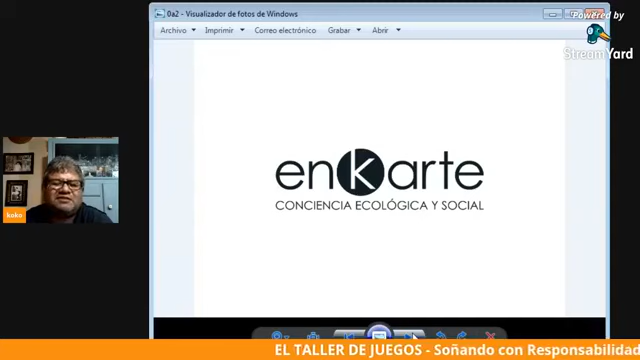 0a2 - Visualizador de fotos de Windows
Archivo Imprimir Correo electrónico Grabar Abrir
Powered by
StreamYard
enkarte
CONCIENCIA ECOLÓGICA Y SOCIAL
koko
EL TALLER DE JUEGOS - Soñando con Responsabilidad